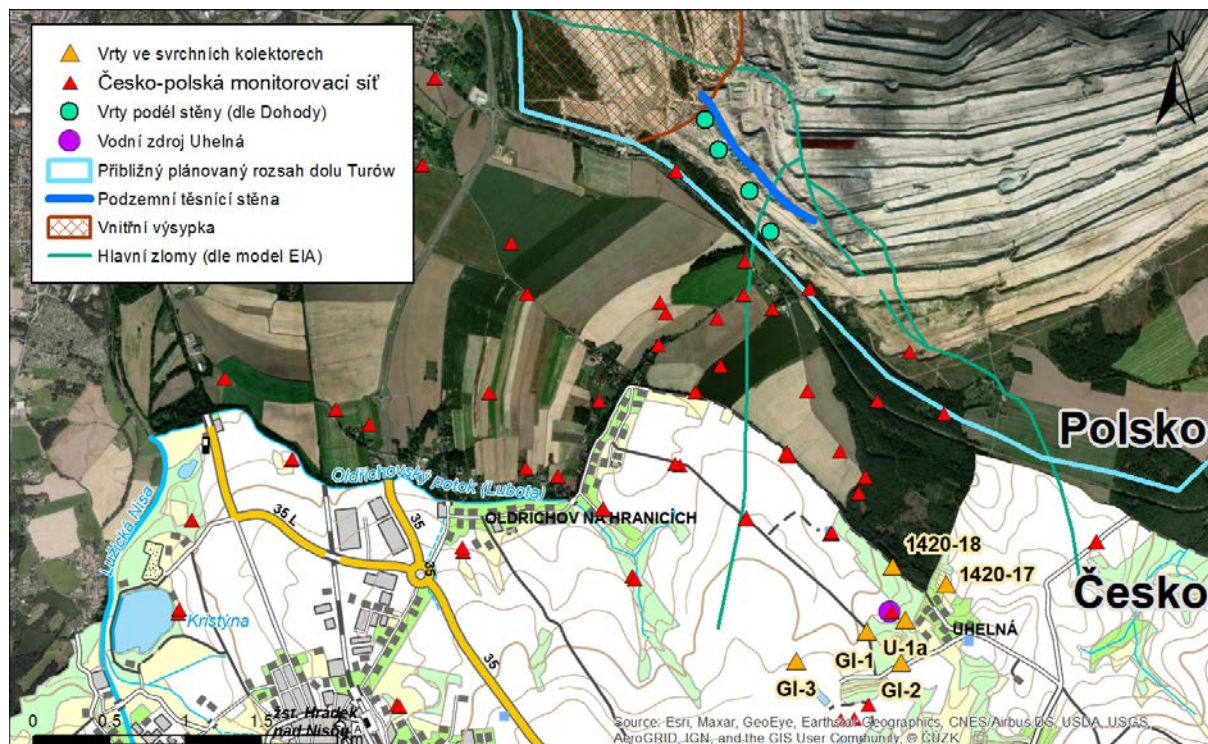 Vrty ve svrchních kolektorech
Česko-polská monitorovací síť
Vrty podél stěny (dle Dohody)
Vodní zdroj Uhelná
Přibližný plánovaný rozsah dolu Turów
Podzemní těsnící stěna
Vnitřní výsypka
Hlavní zlomy (dle model EIA)
N
Polsko
Česko
Lužická Nisa
Oldřichovský potok (Lubota)
OLDŘICHOV NA HRANICÍCH
35 L
35
35
35
Kristýna
1420-18
1420-17
UHELNÁ
U-1a
GI-1
GI-2
GI-3
0 0,5 1 1,5
žst. Hrádek
nad Nisou
Source: Esri, Maxar, GeoEye, Earthstar Geographics, CNES/Airbus DS, USDA, USGS,
AeroGRID, IGN, and the GIS User Community, © ČÚZK